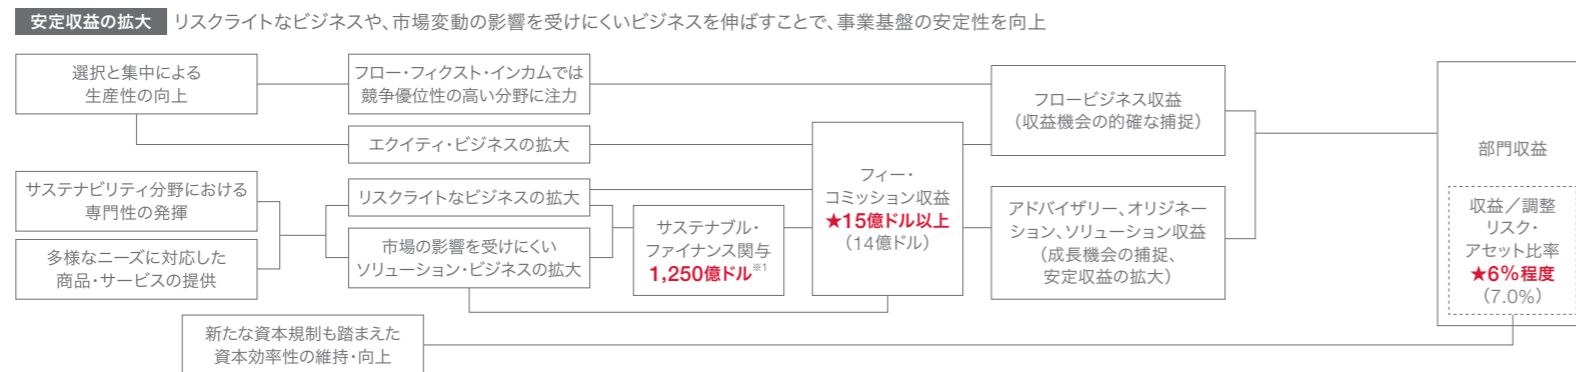 安定収益の拡大 リスクライトなビジネスや、市場変動の影響を受けにくいビジネスを伸ばすことで、事業基盤の安定性を向上
選択と集中による
生産性の向上
フロー・フィクスト・インカムでは
競争優位性の高い分野に注力
エクイティ・ビジネスの拡大
サステナビリティ分野における
専門性の発揮
多様なニーズに対応した
商品・サービスの提供
リスクライトなビジネスの拡大
市場の影響を受けにくい
ソリューション・ビジネスの拡大
サステナブル・
ファイナンス関与
1,250億ドル※1
フィー・
コミッション収益
★15億ドル以上
(14億ドル)
フロービジネス収益
(収益機会の的確な捕捉)
アドバイザリー、オリジネー
ション、ソリューション収益
(成長機会の捕捉、
安定収益の拡大)
部門収益
収益／調整
リスク・
アセット比率
★6%程度
(7.0%)
新たな資本規制も踏まえた
資本効率性の維持・向上